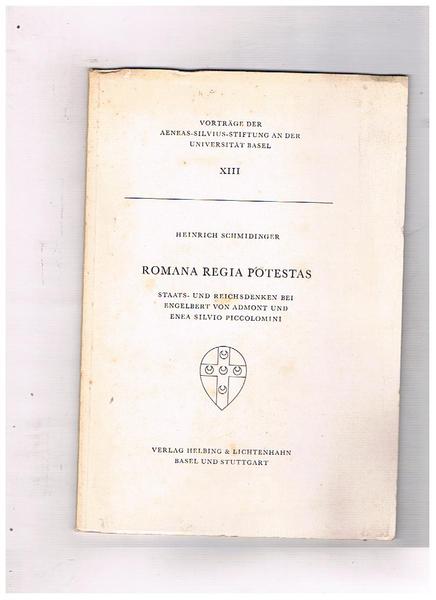 VORTRÄGE DER
AENEAS-SILVIUS-STIFTUNG AN DER
UNIVERSITÄT BASEL
XIII
HEINRICH SCHMIDINGER
ROMANA REGIA POTESTAS
STAATS- UND REICHSDENKEN BEI
ENGELBERT VON ADMONT UND
ENEA SILVIO PICCOLOMINI
VERLAG HELBING & LICHTENHAHN
BASEL UND STUTTGART